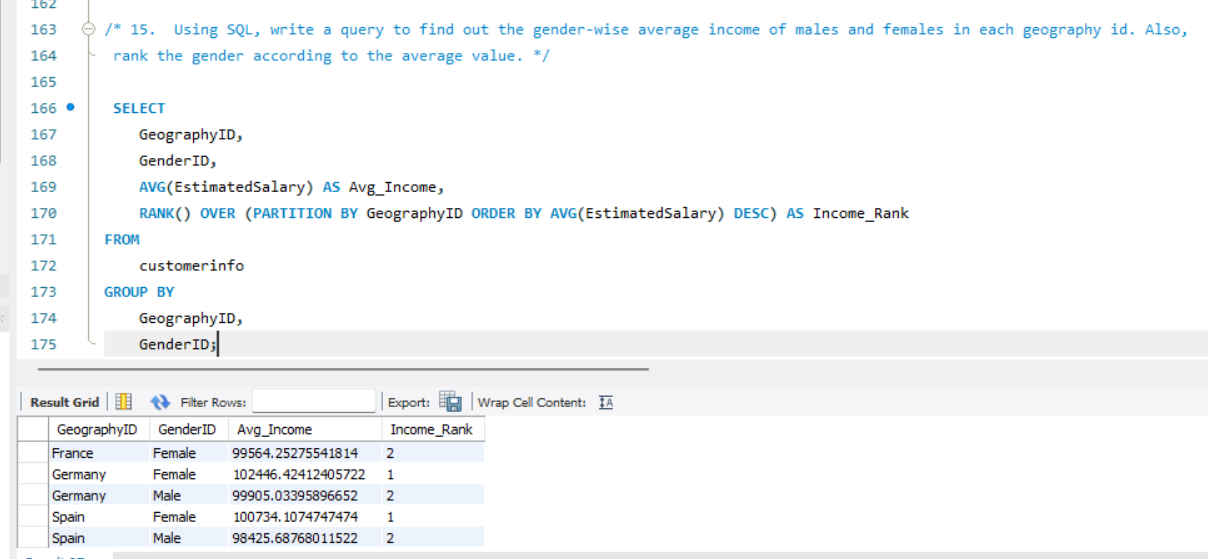 162
163 /* 15. Using SQL, write a query to find out the gender-wise average income of males and females in each geography id. Also,
164 rank the gender according to the average value. */
165
166 SELECT
167 GeographyID,
168 GenderID,
169 AVG(EstimatedSalary) AS Avg_Income,
170 RANK() OVER (PARTITION BY GeographyID ORDER BY AVG(EstimatedSalary) DESC) AS Income_Rank
171 FROM
172 customerinfo
173 GROUP BY
174 GeographyID,
175 GenderID;
Result Grid Filter Rows: Export: Wrap Cell Content: IA
GeographyID GenderID Avg_Income Income_Rank
France Female 99564.25275541814 2
Germany Female 102446.42412405722 1
Germany Male 99905.03395896652 2
Spain Female 100734.1074747474 1
Spain Male 98425.68768011522 2